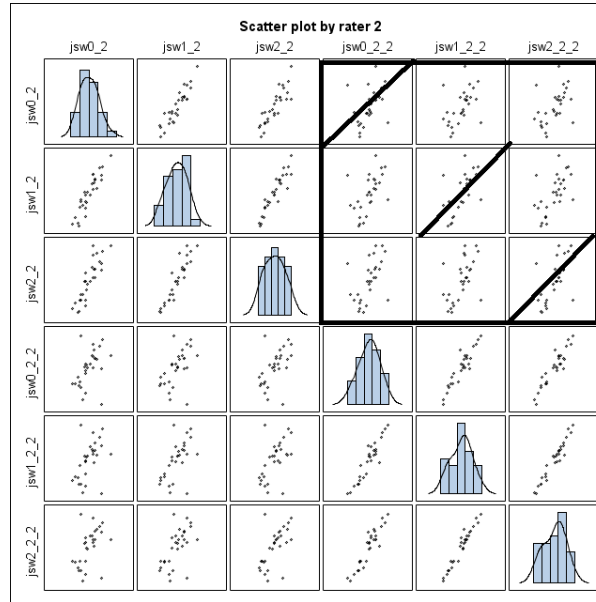 Scatter plot by rater 2
jsw0_2 jsw1_2 jsw2_2 jsw0_2_2 jsw1_2_2 jsw2_2_2
jsw0_2
jsw1_2
jsw2_2
jsw0_2_2
jsw1_2_2
jsw2_2_2